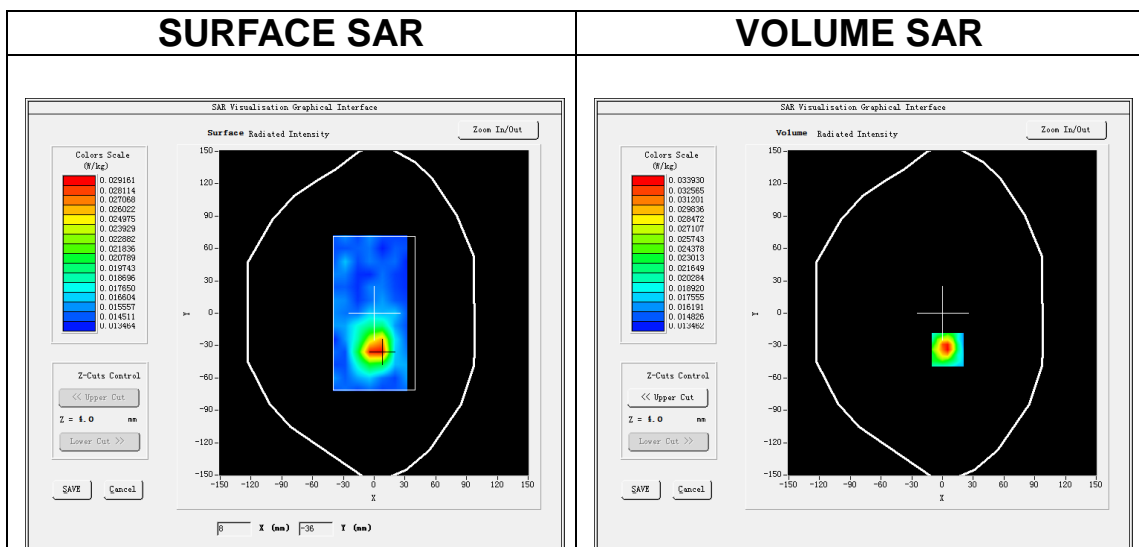 SURFACE SAR
VOLUME SAR
SAR Visualisation Graphical Interface
Surface Radiated Intensity
Zoom In/Out
Colors Scale
(W/kg)
0.029161
0.028114
0.027068
0.026022
0.024975
0.023929
0.022882
0.021836
0.020789
0.019743
0.018696
0.017650
0.016604
0.015557
0.014511
0.013464
150
120
90
60
30
0
-30
-60
-90
-120
-150
Y
-150 -120 -90 -60 -30 0 30 60 90 120 150
X
Z-Cuts Control
<< Upper Cut
Z = 4.0 mm
Lower Cut >>
SAVE Cancel
8 X (mm) -36 Y (mm)
SAR Visualisation Graphical Interface
Volume Radiated Intensity
Zoom In/Out
Colors Scale
(W/kg)
0.033930
0.032565
0.031201
0.029836
0.028472
0.027107
0.025743
0.024378
0.023013
0.021649
0.020284
0.018920
0.017555
0.016191
0.014826
0.013462
150
120
90
60
30
0
-30
-60
-90
-120
-150
Y
-150 -120 -90 -60 -30 0 30 60 90 120 150
X
Z-Cuts Control
<< Upper Cut
Z = 4.0 mm
Lower Cut >>
SAVE Cancel